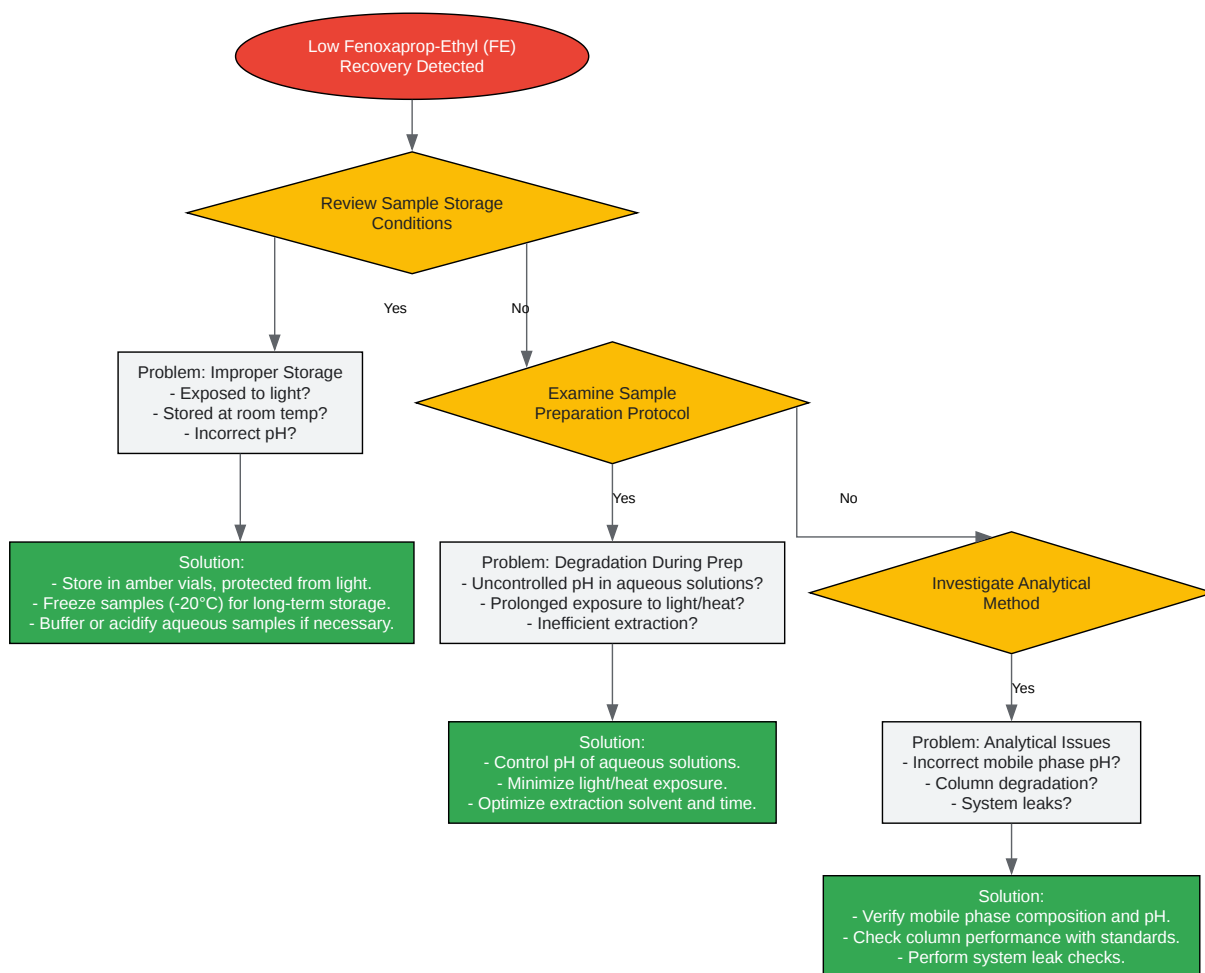 Low Fenoxaprop-Ethyl (FE)
Recovery Detected
Review Sample Storage
Conditions
Yes
No
Problem: Improper Storage
- Exposed to light?
- Stored at room temp?
- Incorrect pH?
Examine Sample
Preparation Protocol
Yes
No
Solution:
- Store in amber vials, protected from light.
- Freeze samples (-20°C) for long-term storage.
- Buffer or acidify aqueous samples if necessary.
Problem: Degradation During Prep
- Uncontrolled pH in aqueous solutions?
- Prolonged exposure to light/heat?
- Inefficient extraction?
Investigate Analytical
Method
Yes
Solution:
- Control pH of aqueous solutions.
- Minimize light/heat exposure.
- Optimize extraction solvent and time.
Problem: Analytical Issues
- Incorrect mobile phase pH?
- Column degradation?
- System leaks?
Solution:
- Verify mobile phase composition and pH.
- Check column performance with standards.
- Perform system leak checks.